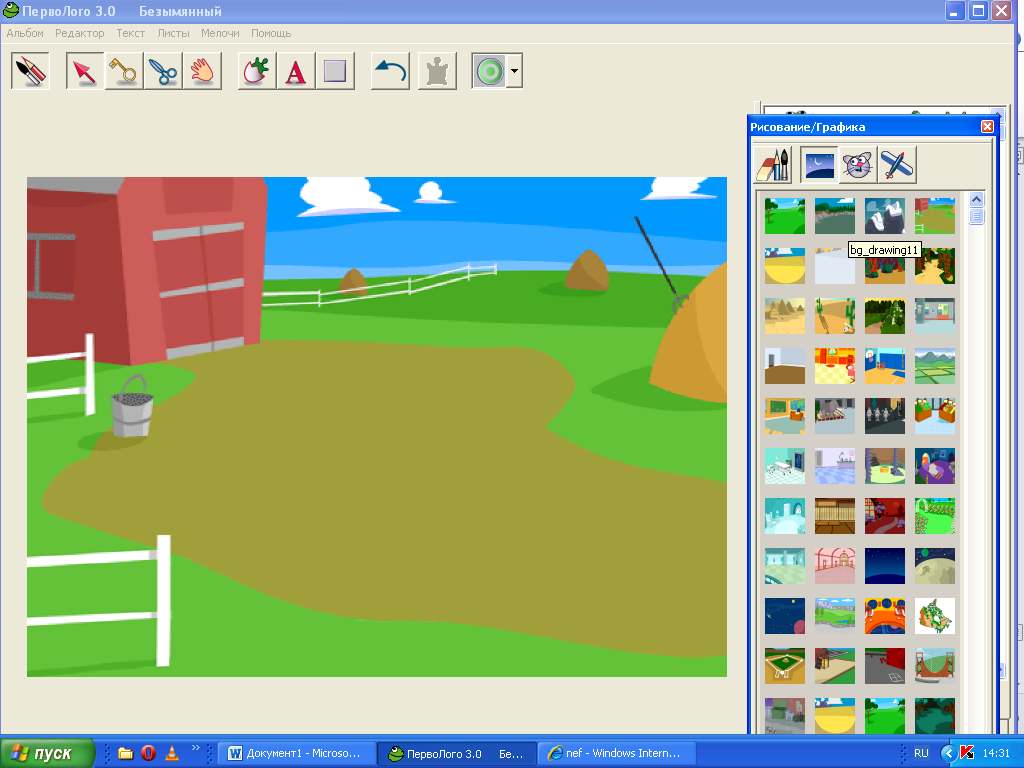 ПервоЛого 3.0 Безымянный
Альбом Редактор Текст Листы Мелочи Помощь
A
Рисование/Графика
bg_drawing11
пуск
Документ1 - Microso...
ПервоЛого 3.0 Бе...
nef - Windows Intern...
RU
14:31